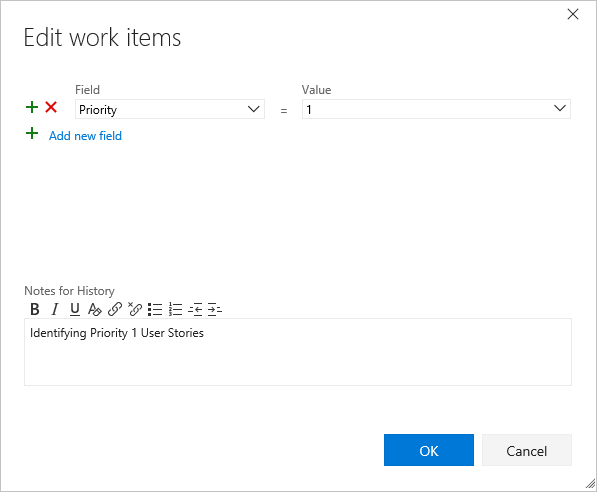 Edit work items
Field Value
Priority = 1
Add new field
Notes for History
B I U
Identifying Priority 1 User Stories
OK Cancel